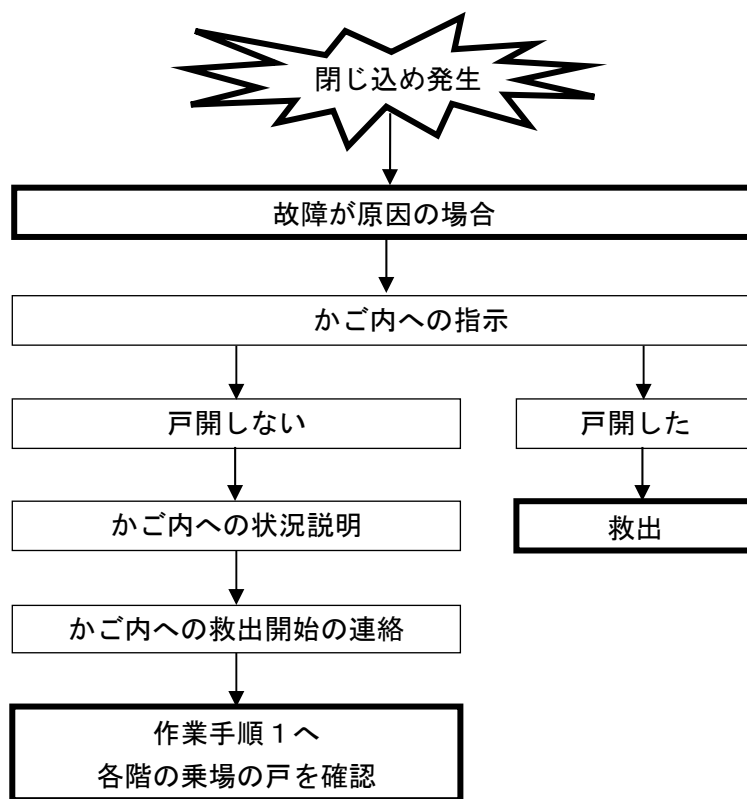 閉じ込め発生
故障が原因の場合
かご内への指示
戸開しない
戸開した
かご内への状況説明
救出
かご内への救出開始の連絡
作業手順１へ
各階の乗場の戸を確認